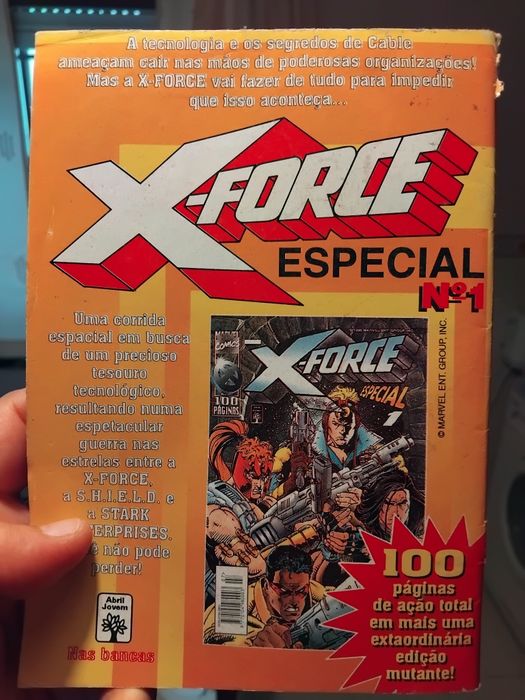 A tecnologia e os segredos de Cable
ameaçam cair nas mãos de poderosas organizações!
Mas a X-FORCE vai fazer de tudo para impedir
que isso aconteça...
X-FORCE
ESPECIAL
Nº1
Uma corrida
espacial em busca
de um precioso
tesouro
tecnológico,
resultando numa
espetacular
guerra nas
estrelas entre a
X-FORCE,
a S.H.I.E.L.D. e
a STARK
não pode
perder!
Abril
Jovem
Nas bancas
MARVEL
COMICS
X-FORCE
ESPECIAL
1
100
PÁGINAS
© MARVEL ENT. GROUP, INC.
100
páginas
de ação total
em mais uma
extaordinária
edição
mutante!